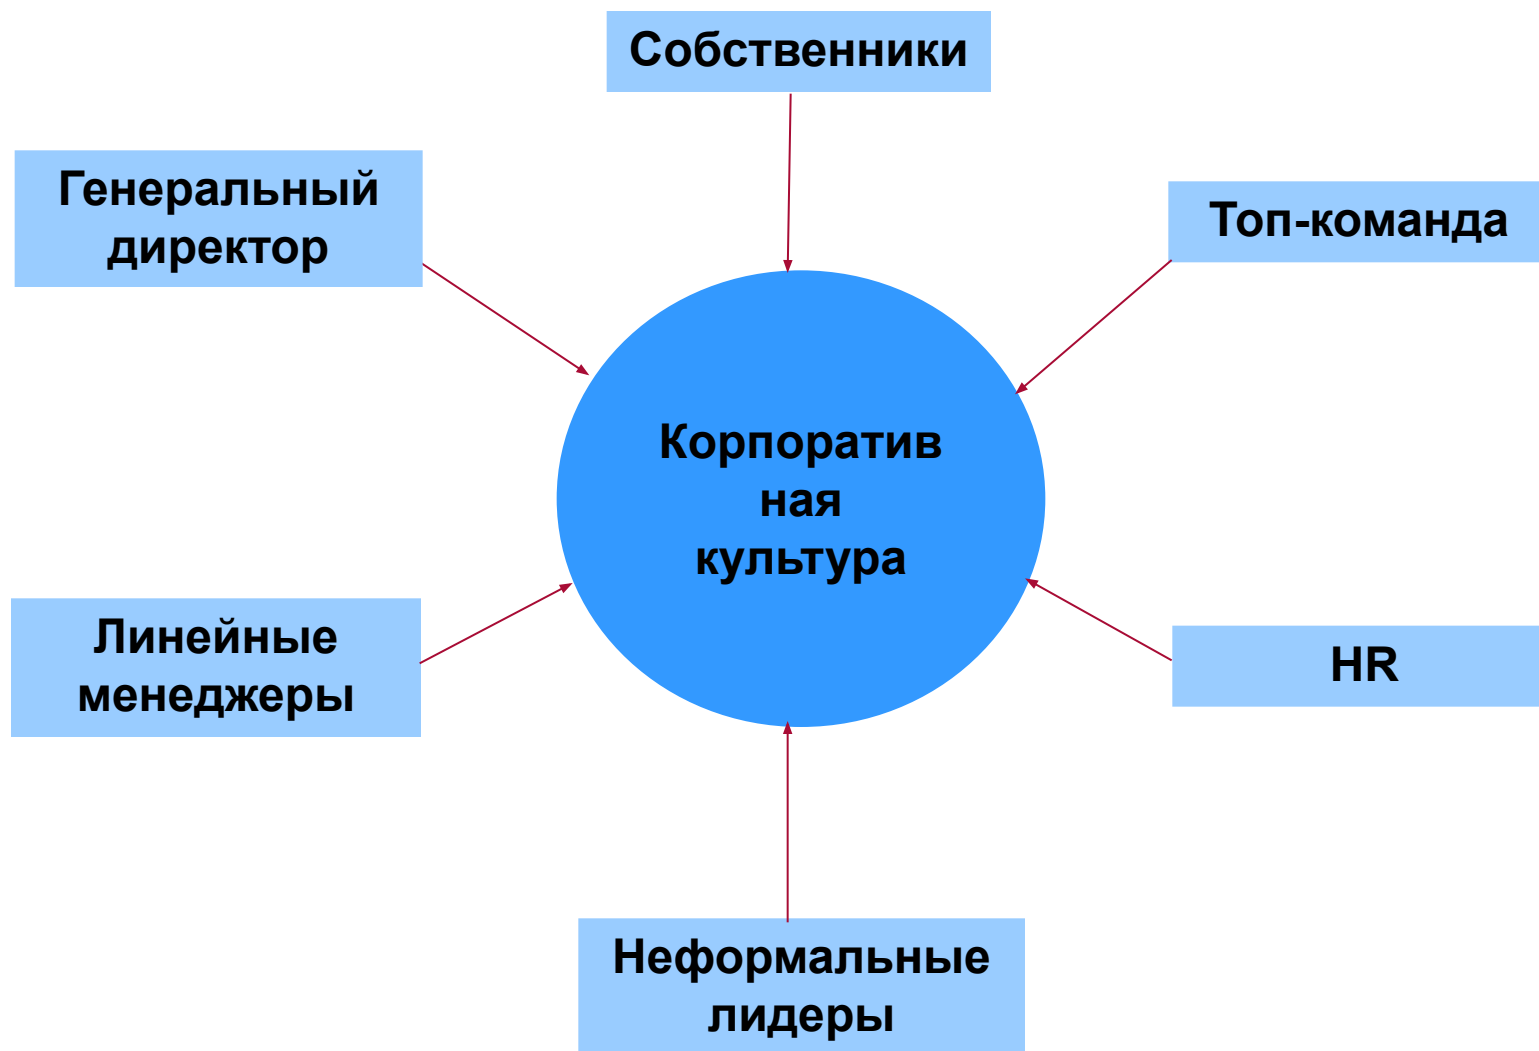 Собственники
Генеральный
директор
Топ-команда
Корпоратив
ная
культура
Линейные
менеджеры
HR
Неформальные
лидеры